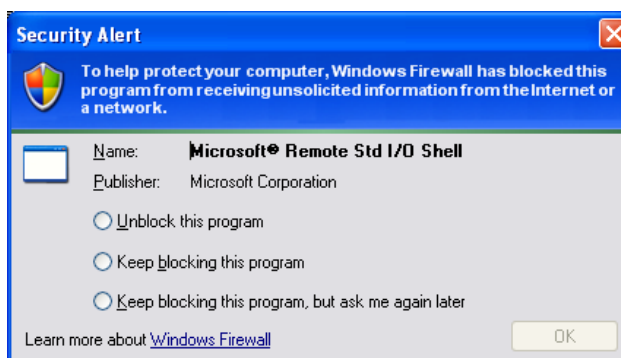 Security Alert
To help protect your computer, Windows Firewall has blocked this
program from receiving unsolicited information from the Internet or
a network.
Name: Microsoft® Remote Std I/O Shell
Publisher: Microsoft Corporation
Unblock this program
Keep blocking this program
Keep blocking this program, but ask me again later
Learn more about Windows Firewall
OK